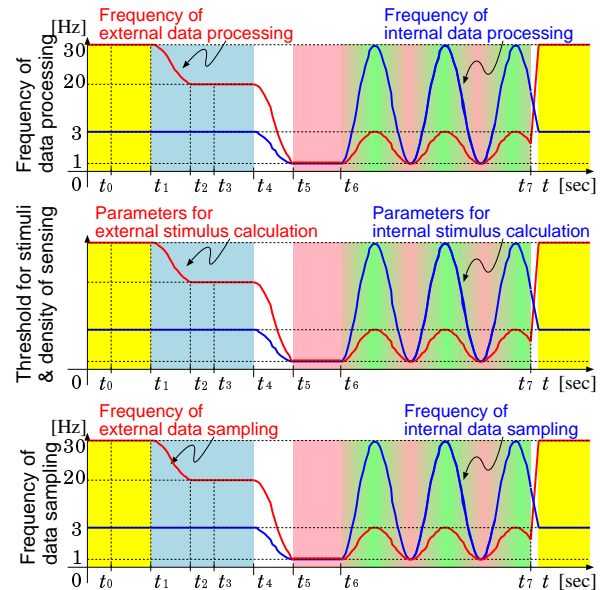 [Hz]
Frequency of
external data processing
Frequency of
internal data processing
Frequency of
data processing
30
20
3
1
0 t0 t1 t2 t3 t4 t5 t6 t7 t [sec]
Parameters for
external stimulus calculation
Parameters for
internal stimulus calculation
Threshold for stimuli
& density of sensing
0 t0 t1 t2 t3 t4 t5 t6 t7 t [sec]
[Hz]
Frequency of
external data sampling
Frequency of
internal data sampling
Frequency of
data sampling
30
20
3
1
0 t0 t1 t2 t3 t4 t5 t6 t7 t [sec]